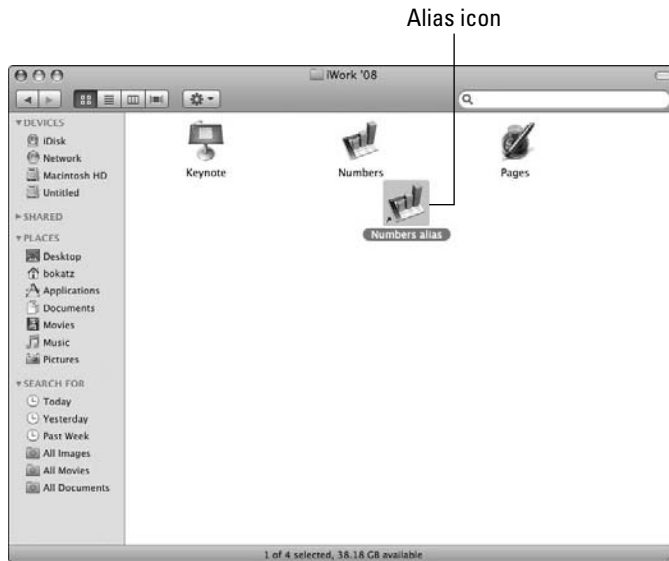 Alias icon
iWork '08
▼DEVICES
iDisk
Network
Macintosh HD
Untitled
▶SHARED
▼PLACES
Desktop
bokatz
Applications
Documents
Movies
Music
Pictures
▼SEARCH FOR
Today
Yesterday
Past Week
All Images
All Movies
All Documents
Keynote
Numbers
Pages
Numbers alias
1 of 4 selected, 38.18 GB available